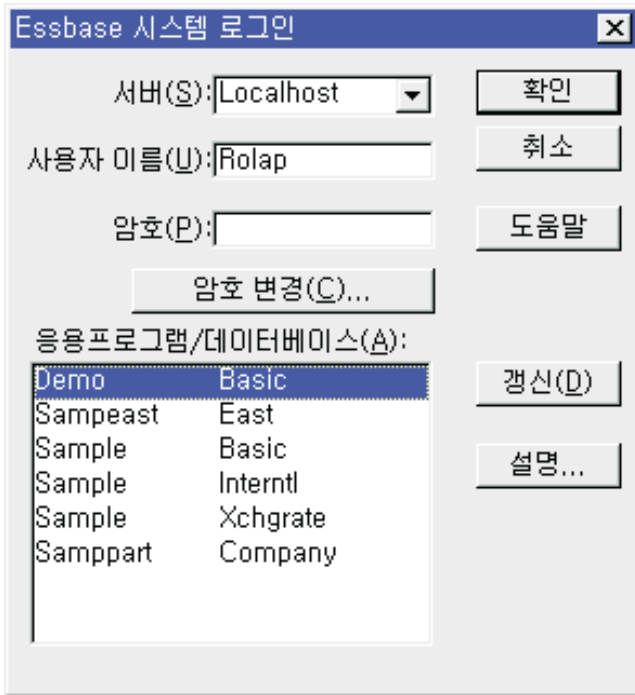 Essbase 시스템 로그인
서버(S): Localhost
확인
취소
사용자 이름(U): Rolap
암호(P):
도움말
암호 변경(C)...
응용프로그램/데이터베이스(A):
Demo Basic
갱신(D)
Sampeast East
Sample Basic
설명...
Sample Interntl
Sample Xchgrate
Samppart Company